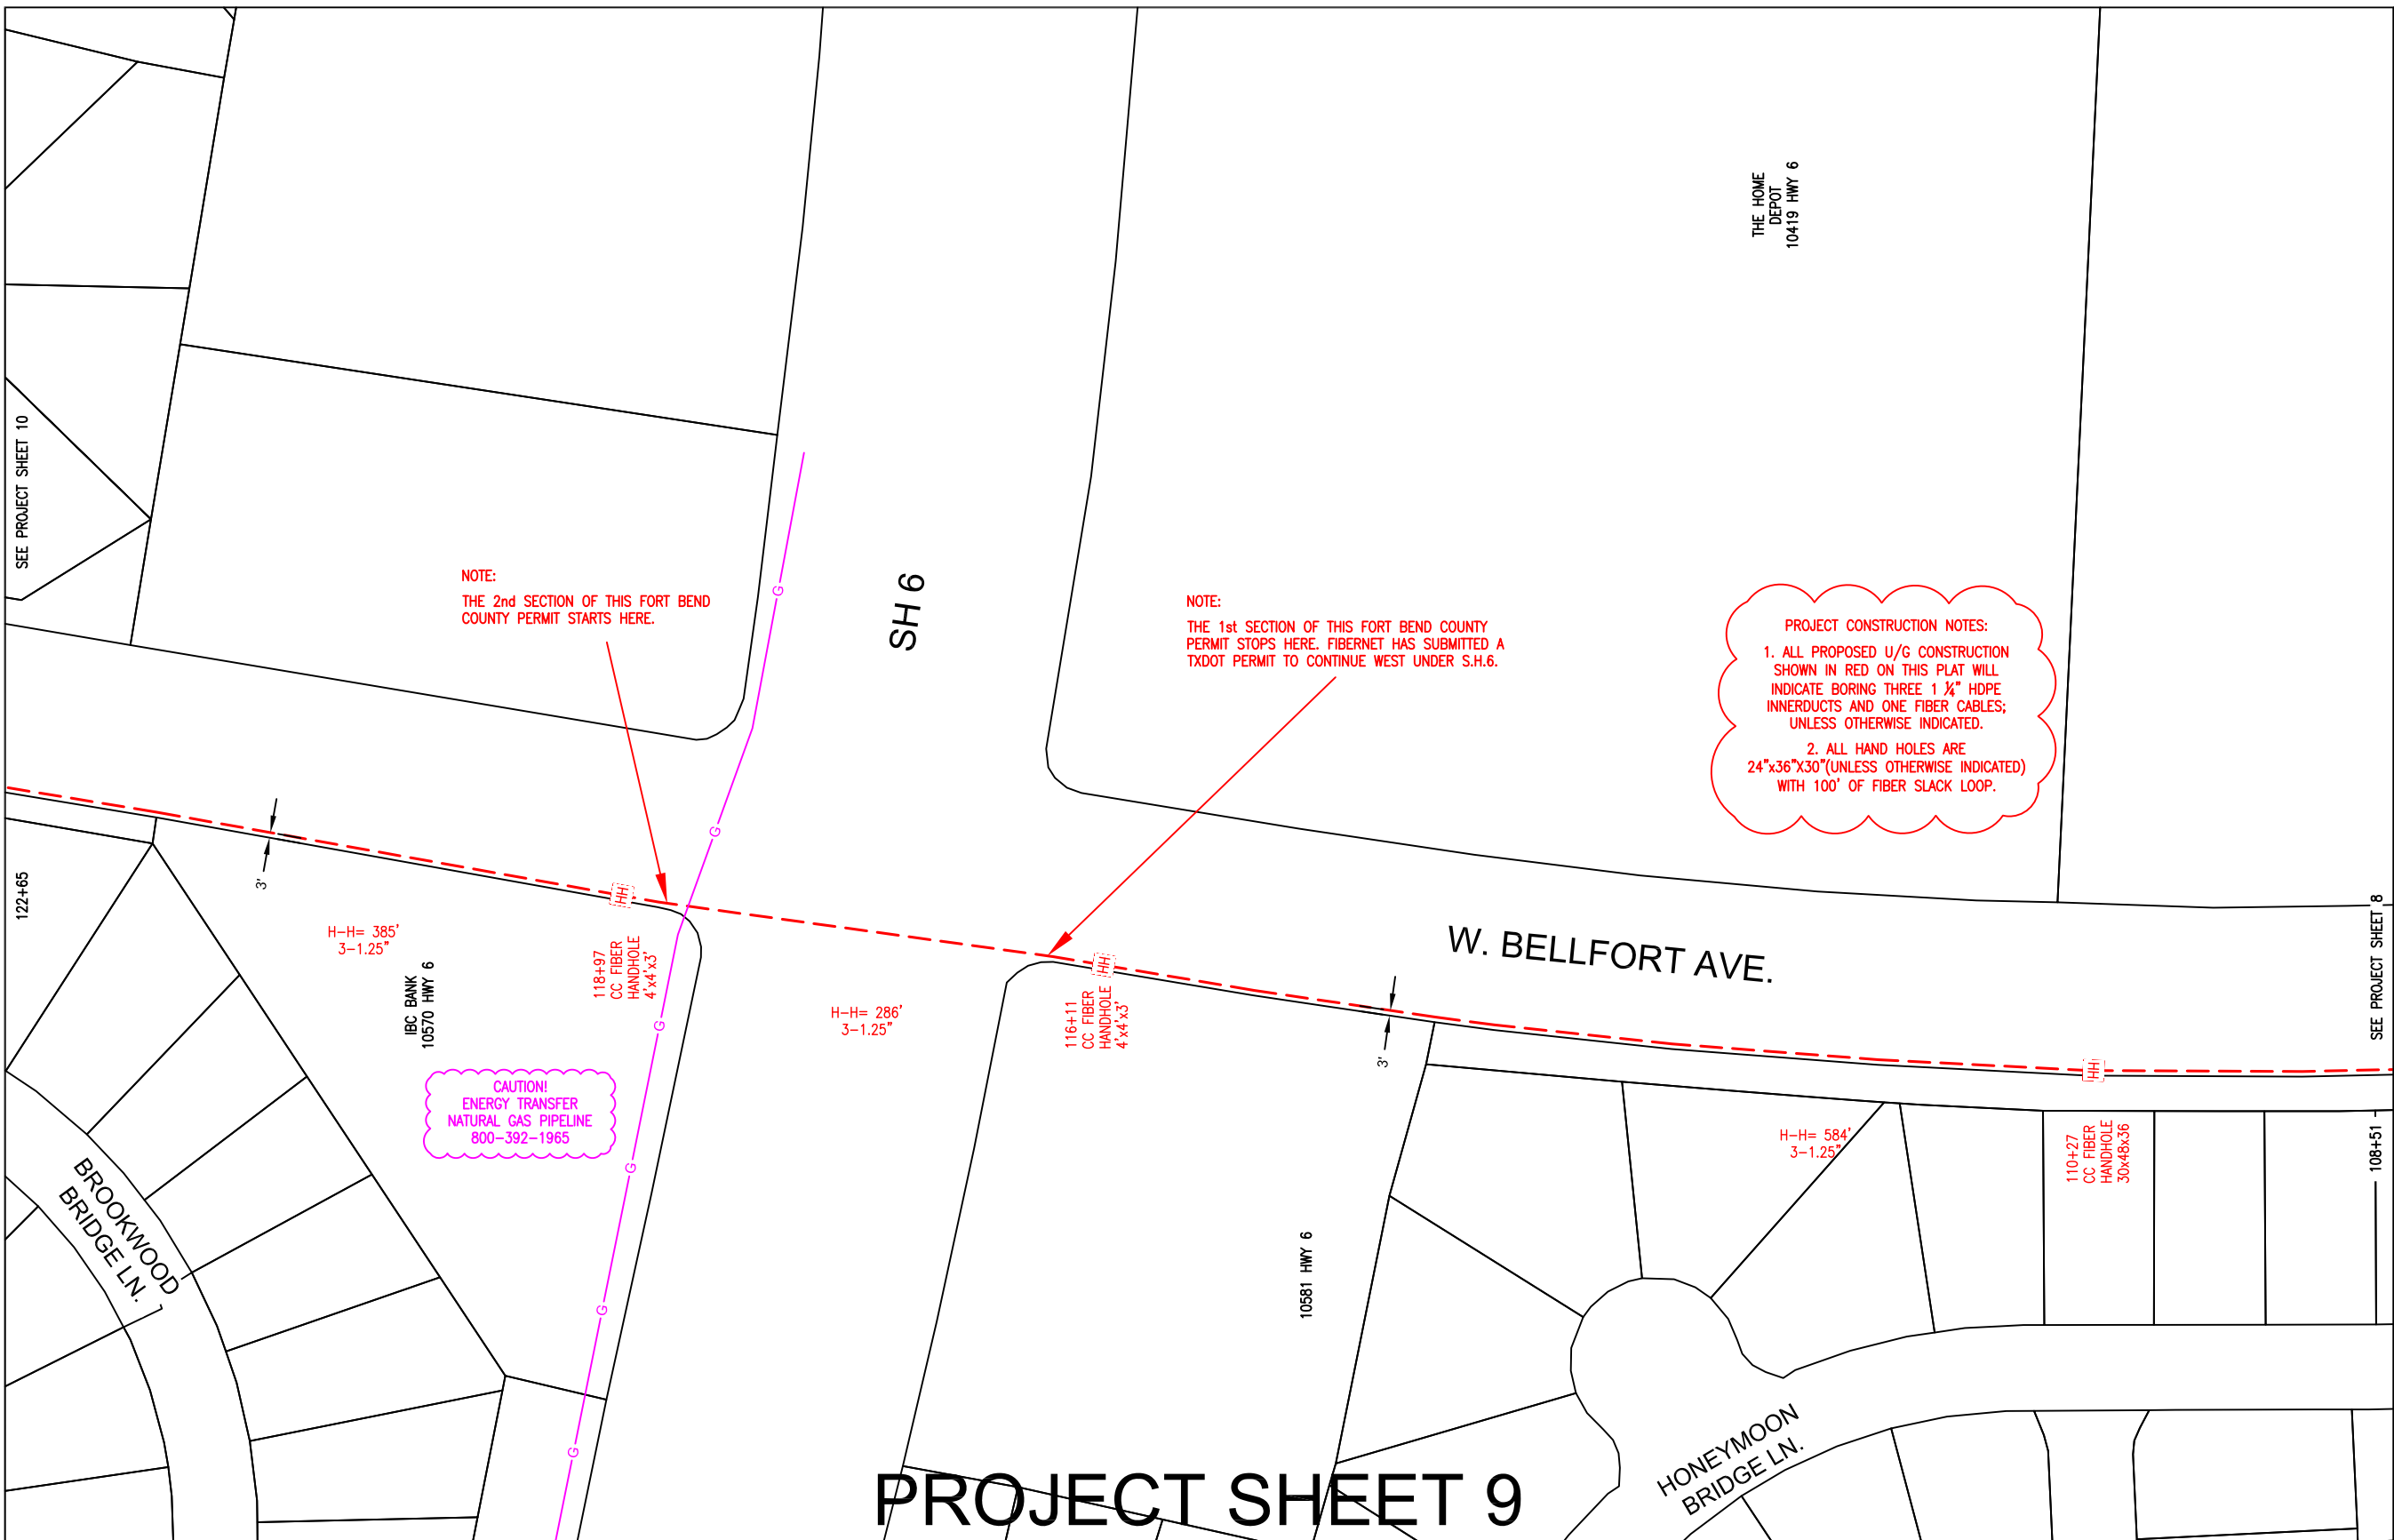 THE HOME
DEPOT
10419 HWY 6
SEE PROJECT SHEET 10
NOTE:
THE 2nd SECTION OF THIS FORT BEND
COUNTY PERMIT STARTS HERE.
SH 6
NOTE:
THE 1st SECTION OF THIS FORT BEND COUNTY
PERMIT STOPS HERE. FIBERNET HAS SUBMITTED A
TXDOT PERMIT TO CONTINUE WEST UNDER S.H.6.
PROJECT CONSTRUCTION NOTES:
1. ALL PROPOSED U/G CONSTRUCTION
SHOWN IN RED ON THIS PLAT WILL
INDICATE BORING THREE 1 ¼" HDPE
INNERDUCTS AND ONE FIBER CABLES;
UNLESS OTHERWISE INDICATED.
2. ALL HAND HOLES ARE
24"x36"X30"(UNLESS OTHERWISE INDICATED)
WITH 100' OF FIBER SLACK LOOP.
G
G
G
G
G
G
122+65
3'
HH
H-H= 385'
3-1.25"
IBC BANK
10570 HWY 6
118+97
CC FIBER
HANDHOLE
4'x4'x3'
H-H= 286'
3-1.25"
HH
116+11
CC FIBER
HANDHOLE
4'x4'x3'
W. BELLFORT AVE.
3'
SEE PROJECT SHEET 8
HH
CAUTION!
ENERGY TRANSFER
NATURAL GAS PIPELINE
800-392-1965
H-H= 584'
3-1.25"
110+27
CC FIBER
HANDHOLE
30x48x36
108+51
BROOKWOOD
BRIDGE LN.
10581 HWY 6
HONEYMOON
BRIDGE LN.
PROJECT SHEET 9